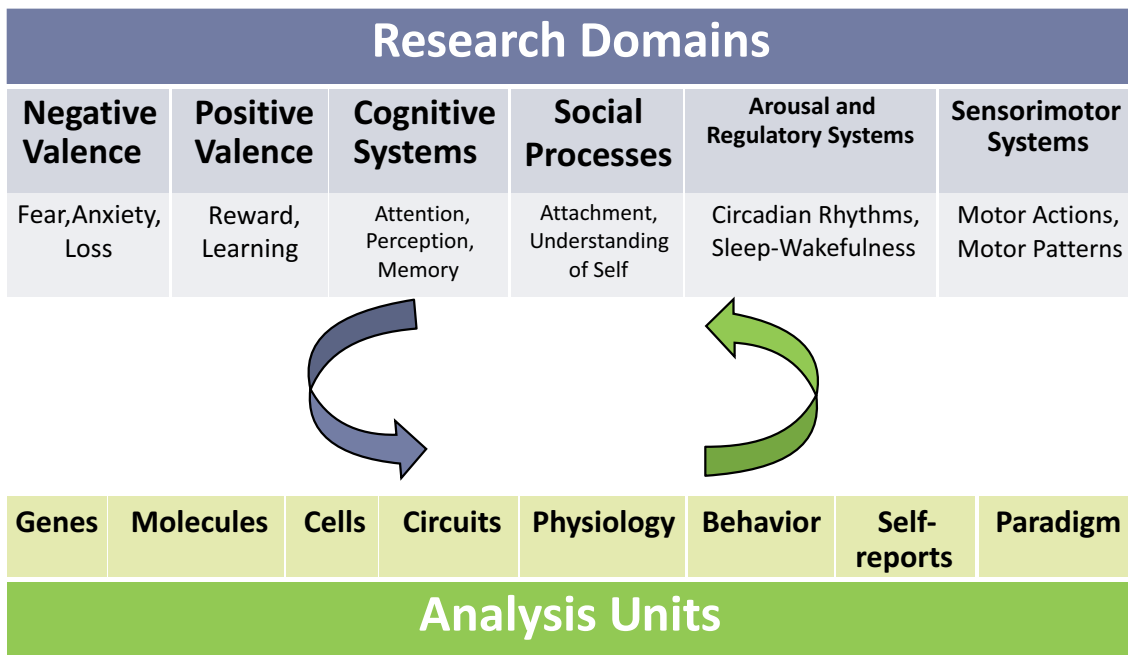 Research Domains
Negative
Valence
Positive
Valence
Cognitive
Systems
Social
Processes
Arousal and
Regulatory Systems
Sensorimotor
Systems
Fear,Anxiety,
Loss
Reward,
Learning
Attention,
Perception,
Memory
Attachment,
Understanding
of Self
Circadian Rhythms,
Sleep-Wakefulness
Motor Actions,
Motor Patterns
Genes
Molecules
Cells
Circuits
Physiology
Behavior
Self-
reports
Paradigm
Analysis Units